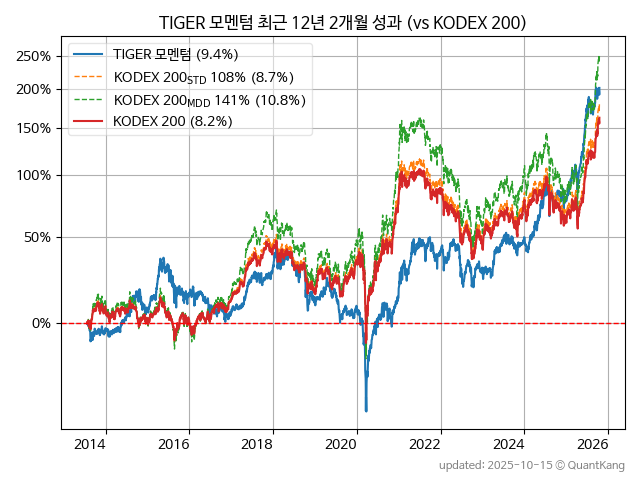 TIGER 모멘텀 최근 12년 2개월 성과 (vs KODEX 200)
TIGER 모멘텀 (9.4%)
KODEX 200STD 108% (8.7%)
KODEX 200MDD 141% (10.8%)
KODEX 200 (8.2%)
250%
200%
150%
100%
50%
0%
2014 2016 2018 2020 2022 2024 2026
updated: 2025-10-15 © QuantKang